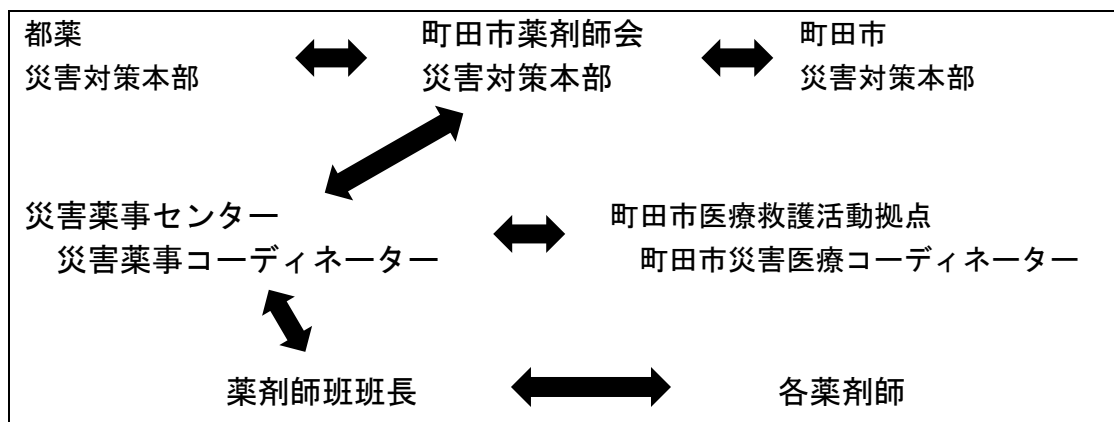 都薬
災害対策本部
町田市薬剤師会
災害対策本部
町田市
災害対策本部
災害薬事センター
災害薬事コーディネーター
町田市医療救護活動拠点
町田市災害医療コーディネーター
薬剤師班班長
各薬剤師